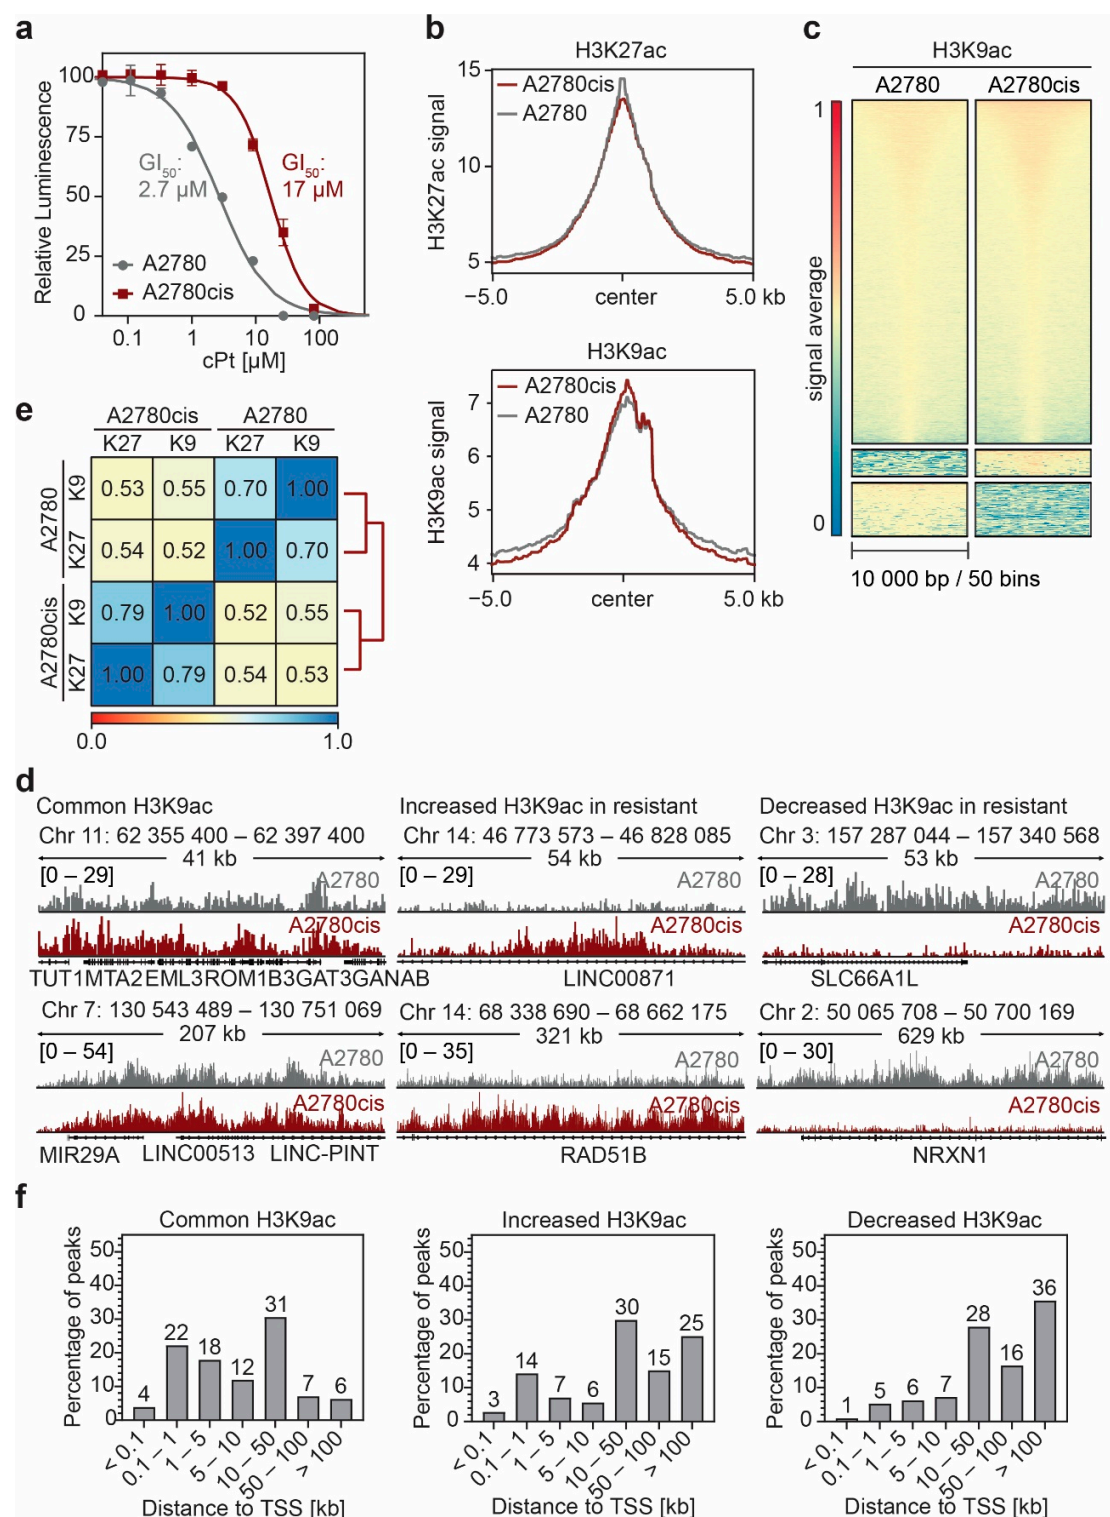 a
100
75
50
25
0
Relative Luminescence
GI50:
2.7 µM
GI50:
17 µM
A2780
A2780cis
0.1 1 10 100
cPt [µM]
b
H3K27ac
15
10
5
H3K27ac signal
A2780cis
A2780
−5.0 center 5.0 kb
H3K9ac
7
6
5
4
H3K9ac signal
A2780cis
A2780
−5.0 center 5.0 kb
c
H3K9ac
A2780 A2780cis
1
signal average
0
10 000 bp / 50 bins
e
A2780cis A2780
K27 K9 K27 K9
A2780
A2780cis
K9 0.53 0.55 0.70 1.00
K27 0.54 0.52 1.00 0.70
K9 0.79 1.00 0.52 0.55
K27 1.00 0.79 0.54 0.53
0.0 1.0
d
Common H3K9ac
Chr 11: 62 355 400 – 62 397 400
41 kb
[0 – 29]
A2780
A2780cis
TUT1MTA2EML3ROM1B3GAT3GANAB
Chr 7: 130 543 489 – 130 751 069
207 kb
[0 – 54]
A2780
A2780cis
MIR29A LINC00513 LINC-PINT
Increased H3K9ac in resistant
Chr 14: 46 773 573 – 46 828 085
54 kb
[0 – 29]
A2780
A2780cis
LINC00871
Chr 14: 68 338 690 – 68 662 175
321 kb
[0 – 35]
A2780
A2780cis
RAD51B
Decreased H3K9ac in resistant
Chr 3: 157 287 044 – 157 340 568
53 kb
[0 – 28]
A2780
A2780cis
SLC66A1L
Chr 2: 50 065 708 – 50 700 169
629 kb
[0 – 30]
A2780
A2780cis
NRXN1
f
Common H3K9ac
Percentage of peaks
50
40
30
20
10
0
4 22 18 12 31 7 6
< 0.1 0.1 – 1 1 – 5 5 – 10 10 – 50 50 – 100 > 100
Distance to TSS [kb]
Increased H3K9ac
Percentage of peaks
50
40
30
20
10
0
3 14 7 6 30 15 25
< 0.1 0.1 – 1 1 – 5 5 – 10 10 – 50 50 – 100 > 100
Distance to TSS [kb]
Decreased H3K9ac
Percentage of peaks
50
40
30
20
10
0
1 5 6 7 28 16 36
< 0.1 0.1 – 1 1 – 5 5 – 10 10 – 50 50 – 100 > 100
Distance to TSS [kb]